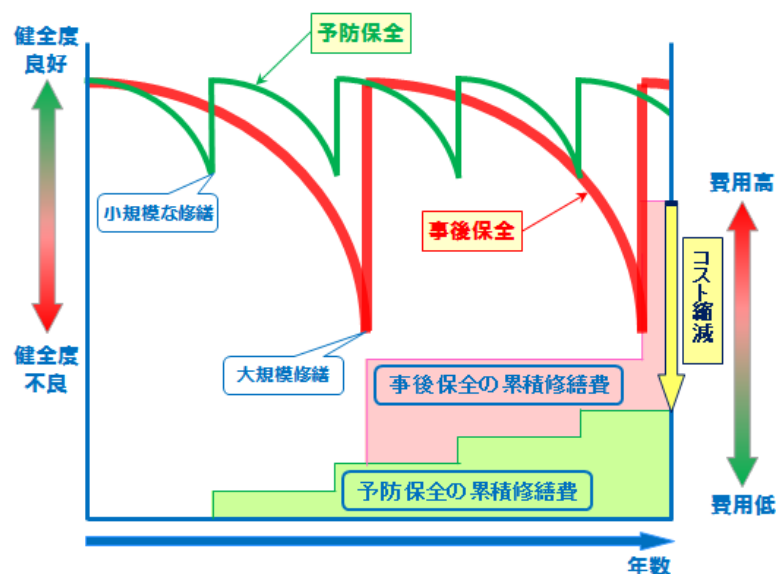 健全度
良好
予防保全
小規模な修繕
費用高
事後保全
コスト縮減
健全度
不良
大規模修繕
事後保全の累積修繕費
予防保全の累積修繕費
費用低
年数